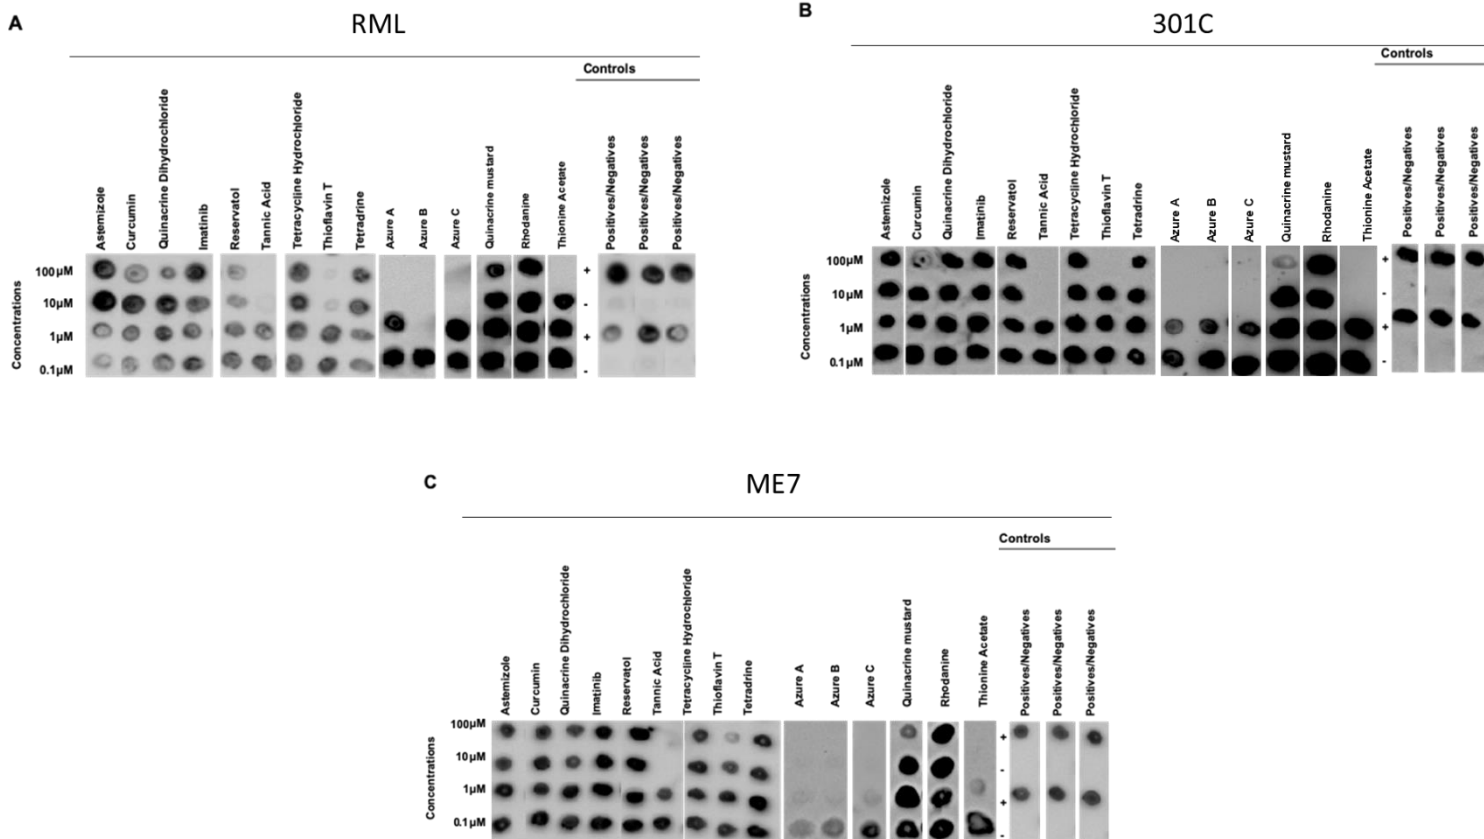 A
RML
Controls
Astemizole
Curcumin
Quinacrine Dihydrochloride
Imatinib
Reservatol
Tannic Acid
Tetracycline Hydrochloride
Thioflavin T
Tetradrine
Azure A
Azure B
Azure C
Quinacrine mustard
Rhodanine
Thionine Acetate
Positives/Negatives
Positives/Negatives
Positives/Negatives
Concentrations
100µM
10µM
1µM
0.1µM
+
-
+
-
B
301C
Controls
Astemizole
Curcumin
Quinacrine Dihydrochloride
Imatinib
Reservatol
Tannic Acid
Tetracycline Hydrochloride
Thioflavin T
Tetradrine
Azure A
Azure B
Azure C
Quinacrine mustard
Rhodanine
Thionine Acetate
Positives/Negatives
Positives/Negatives
Positives/Negatives
Concentrations
100µM
10µM
1µM
0.1µM
+
-
+
-
C
ME7
Controls
Astemizole
Curcumin
Quinacrine Dihydrochloride
Imatinib
Reservatol
Tannic Acid
Tetracycline Hydrochloride
Thioflavin T
Tetradrine
Azure A
Azure B
Azure C
Quinacrine mustard
Rhodanine
Thionine Acetate
Positives/Negatives
Positives/Negatives
Positives/Negatives
Concentrations
100µM
10µM
1µM
0.1µM
+
-
+
-